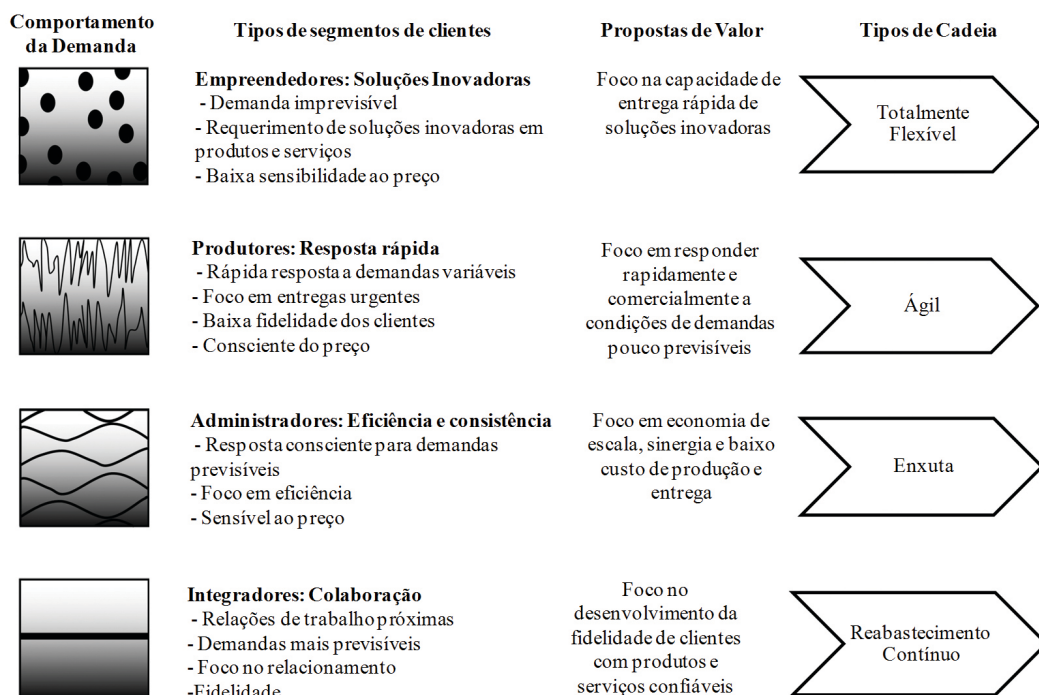 Comportamento
da Demanda
Tipos de segmentos de clientes
Propostas de Valor
Tipos de Cadeia
Empreendedores: Soluções Inovadoras
- Demanda imprevisível
- Requerimento de soluções inovadoras em
produtos e serviços
- Baixa sensibilidade ao preço
Foco na capacidade de
entrega rápida de
soluções inovadoras
Totalmente
Flexível
Produtores: Resposta rápida
- Rápida resposta a demandas variáveis
- Foco em entregas urgentes
- Baixa fidelidade dos clientes
- Consciente do preço
Foco em responder
rapidamente e
comercialmente a
condições de demandas
pouco previsíveis
Ágil
Administradores: Eficiência e consistência
- Resposta consciente para demandas
previsíveis
- Foco em eficiência
- Sensível ao preço
Foco em economia de
escala, sinergia e baixo
custo de produção e
entrega
Enxuta
Integradores: Colaboração
- Relações de trabalho próximas
- Demandas mais previsíveis
- Foco no relacionamento
-Fidelidade
Foco no
desenvolvimento da
fidelidade de clientes
com produtos e
serviços confiáveis
Reabastecimento
Contínuo